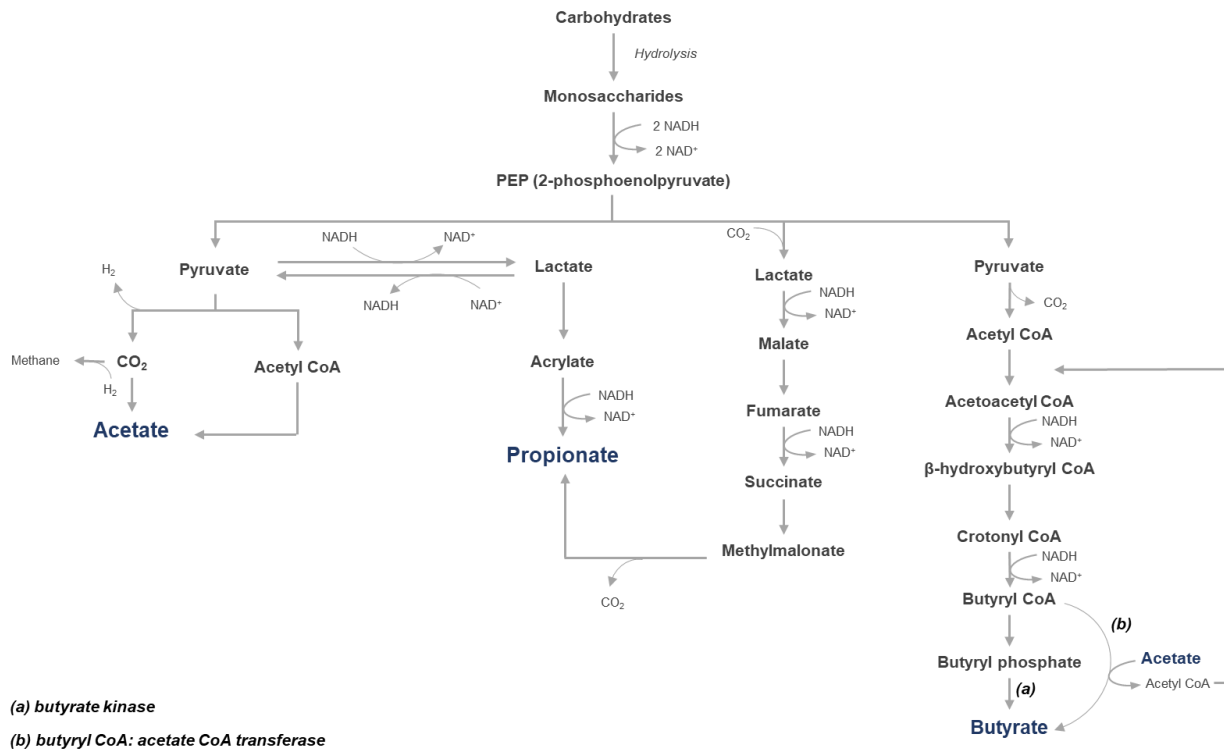 Carbohydrates
Hydrolysis
Monosaccharides
2 NADH
2 NAD⁺
PEP (2-phosphoenolpyruvate)
NADH
NAD⁺
CO₂
H₂
Pyruvate
Lactate
Lactate
Pyruvate
NADH
NAD⁺
NADH
NAD⁺
CO₂
Acetyl CoA
Malate
Methane
CO₂
H₂
Acetyl CoA
Acrylate
NADH
NAD⁺
Acetoacetyl CoA
Fumarate
NADH
NAD⁺
Acetate
NADH
NAD⁺
Propionate
β-hydroxybutyryl CoA
Succinate
Crotonyl CoA
Methylmalonate
NADH
NAD⁺
CO₂
Butyryl CoA
(b)
Butyryl phosphate
Acetate
Acetyl CoA
(a)
Butyrate
(a) butyrate kinase
(b) butyryl CoA: acetate CoA transferase